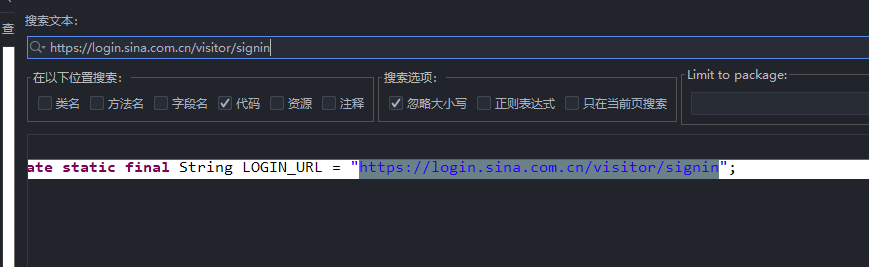 搜索文本:
查
https://login.sina.com.cn/visitor/signin
在以下位置搜索:
类名 方法名 字段名 代码 资源 注释
搜索选项:
忽略大小写 正则表达式 只在当前页搜索
Limit to package:
ate static final String LOGIN_URL = "https://login.sina.com.cn/visitor/signin";